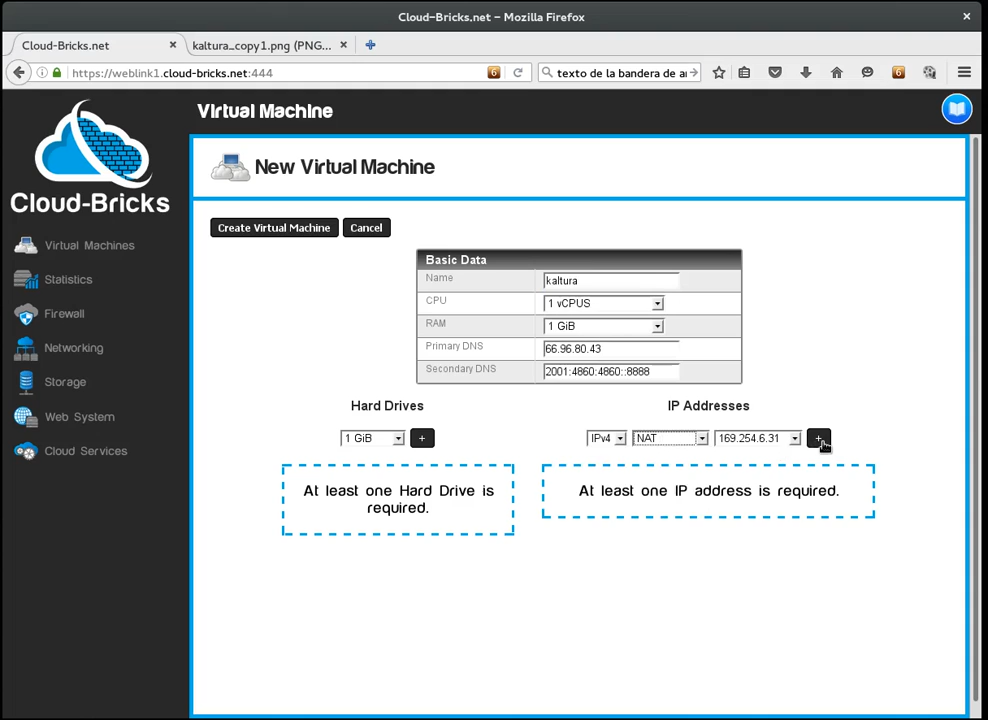 Cloud-Bricks.net - Mozilla Firefox
Cloud-Bricks.net
kaltura_copy1.png (PNG...
https://weblink1.cloud-bricks.net:444
6
texto de la bandera de ar
6
Virtual Machine
Cloud-Bricks
New Virtual Machine
Create Virtual Machine
Cancel
Virtual Machines
Statistics
Firewall
Networking
Storage
Web System
Cloud Services
Basic Data
Name kaltura
CPU 1 vCPUS
RAM 1 GiB
Primary DNS 66.96.80.43
Secondary DNS 2001:4860:4860::8888
Hard Drives
1 GiB +
At least one Hard Drive is
required.
IP Addresses
IPv4 NAT 169.254.6.31 +
At least one IP address is required.